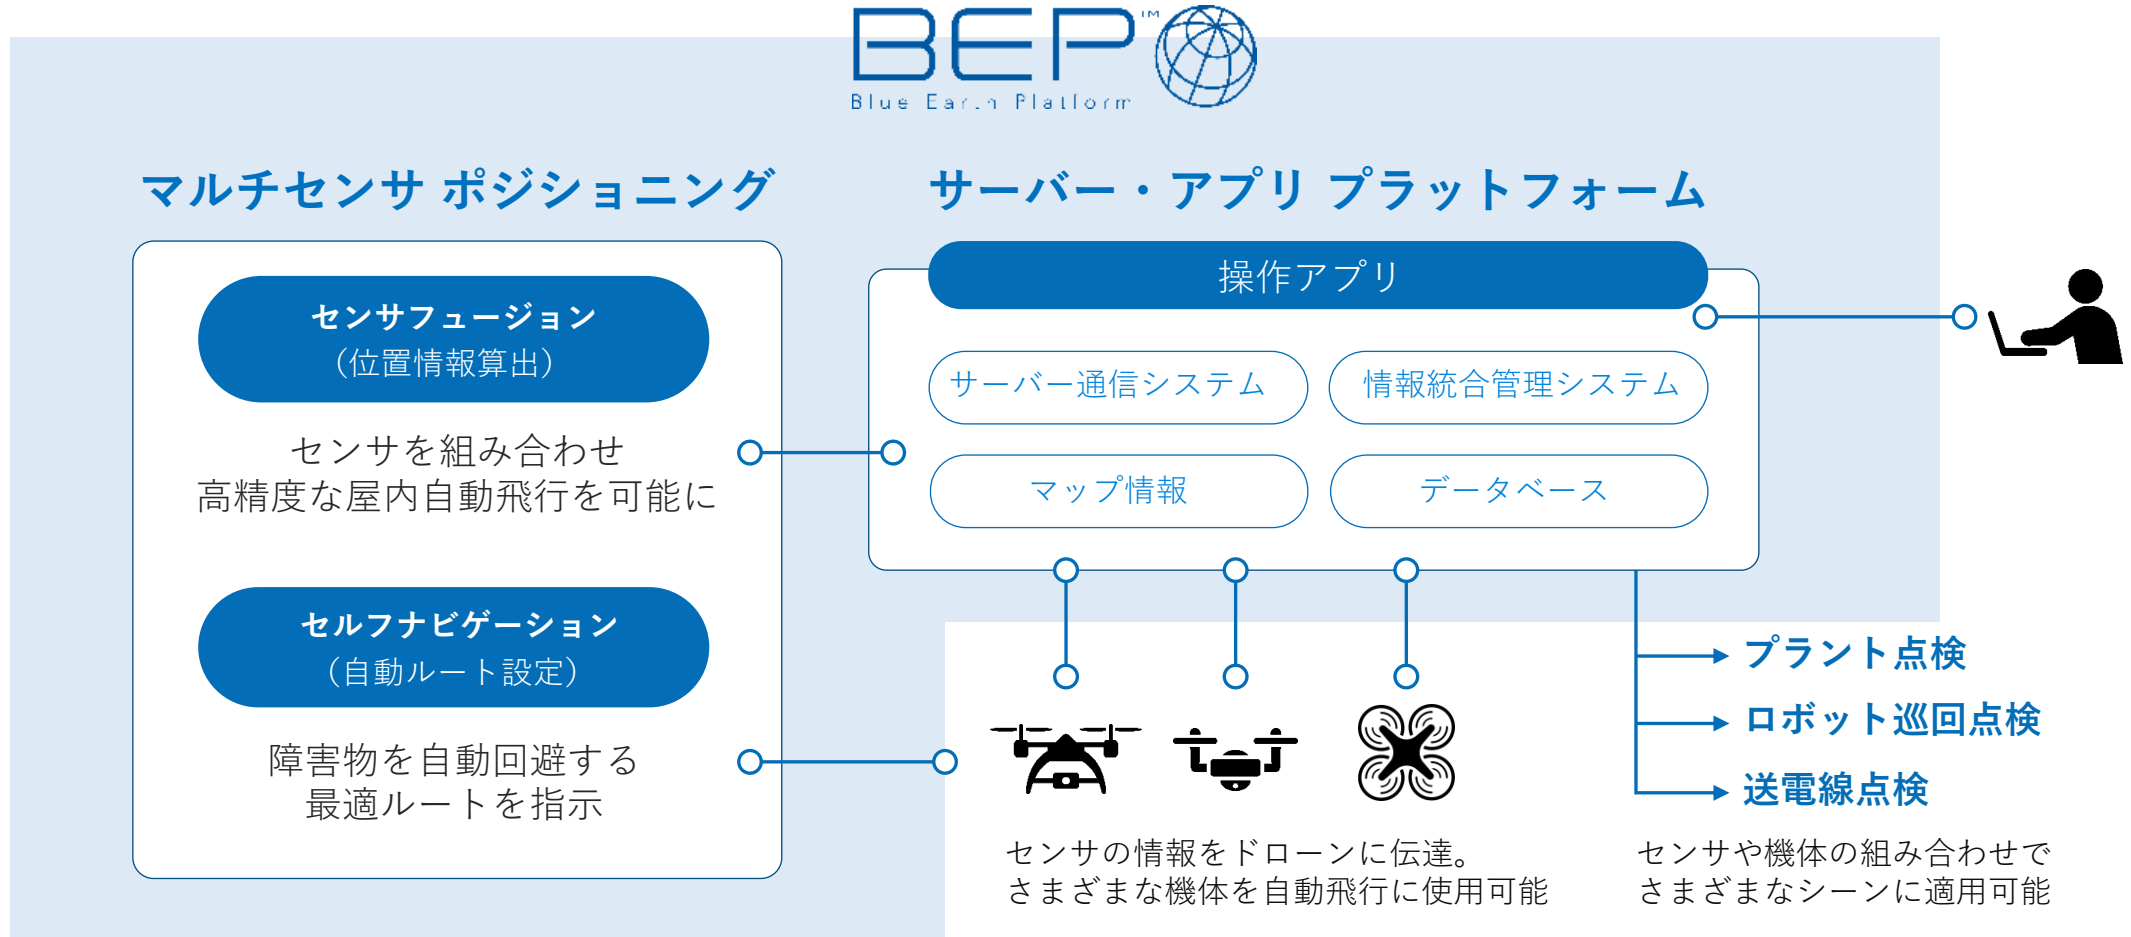 BEP™
Blue Earth Platform
マルチセンサ ポジショニング
センサフュージョン
（位置情報算出）
センサを組み合わせ
高精度な屋内自動飛行を可能に
セルフナビゲーション
（自動ルート設定）
障害物を自動回避する
最適ルートを指示
サーバー・アプリ プラットフォーム
操作アプリ
サーバー通信システム
情報統合管理システム
マップ情報
データベース
センサの情報をドローンに伝達。
さまざまな機体を自動飛行に使用可能
プラント点検
ロボット巡回点検
送電線点検
センサや機体の組み合わせで
さまざまなシーンに適用可能